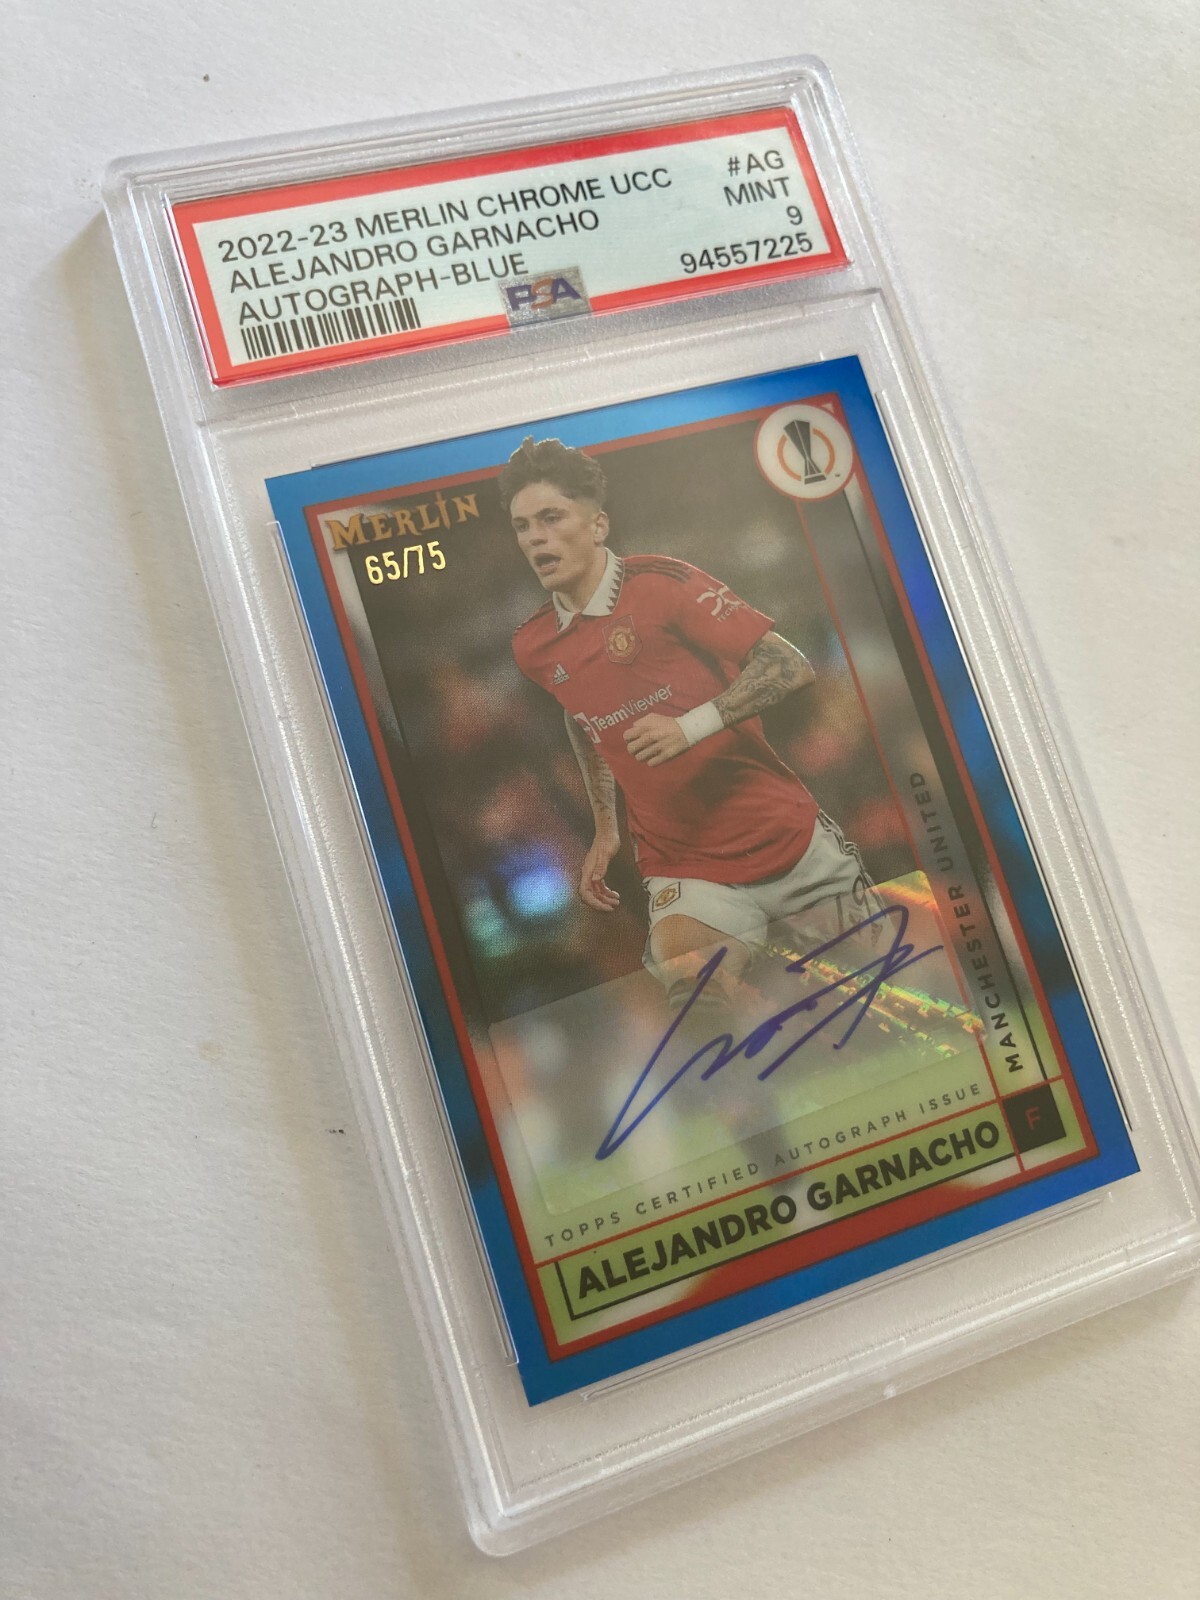 2022-23 MERLIN CHROME UCC #AG
ALEJANDRO GARNACHO MINT
AUTOGRAPH-BLUE 9
PSA 94557225
MERLIN
65/75
TeamViewer
MANCHESTER UNITED
TOPPS CERTIFIED AUTOGRAPH ISSUE
ALEJANDRO GARNACHO
F